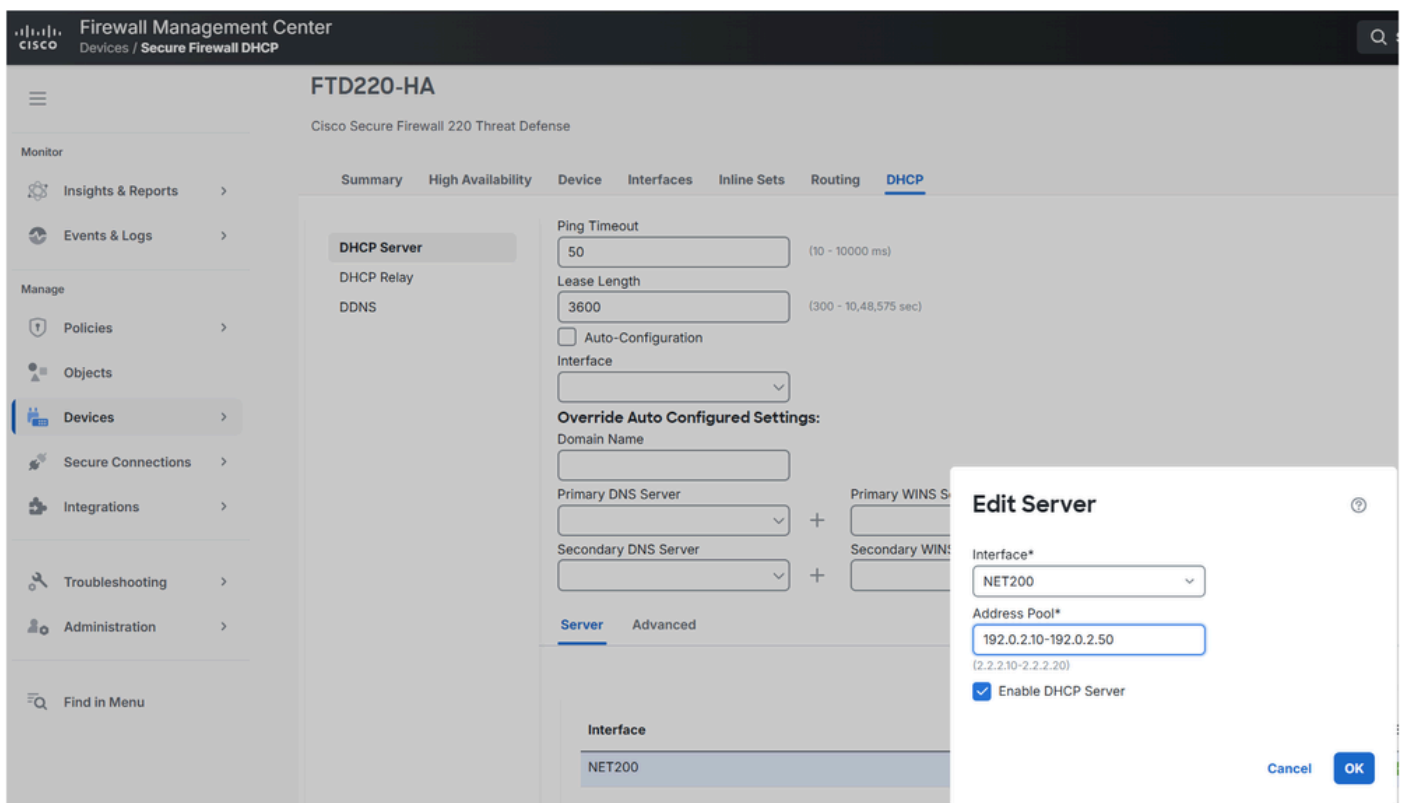 Firewall Management Center
CISCO
Devices / Secure Firewall DHCP
FTD220-HA
Cisco Secure Firewall 220 Threat Defense
Monitor
Insights & Reports
Events & Logs
Manage
Policies
Objects
Devices
Secure Connections
Integrations
Troubleshooting
Administration
Find in Menu
Summary High Availability Device Interfaces Inline Sets Routing DHCP
DHCP Server
DHCP Relay
DDNS
Ping Timeout
50 (10 - 10000 ms)
Lease Length
3600 (300 - 10,48,575 sec)
Auto-Configuration
Interface
Override Auto Configured Settings:
Domain Name
Primary DNS Server Primary WINS
Secondary DNS Server Secondary WINS
Server Advanced
Interface
NET200
Edit Server
Interface*
NET200
Address Pool*
192.0.2.10-192.0.2.50
(2.2.2.10-2.2.2.20)
Enable DHCP Server
Cancel OK